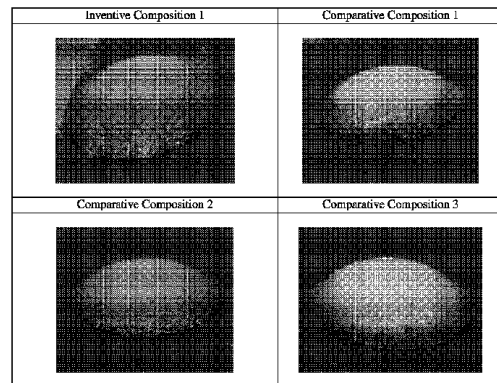 Inventive Composition 1
Comparative Composition 1
Comparative Composition 2
Comparative Composition 3